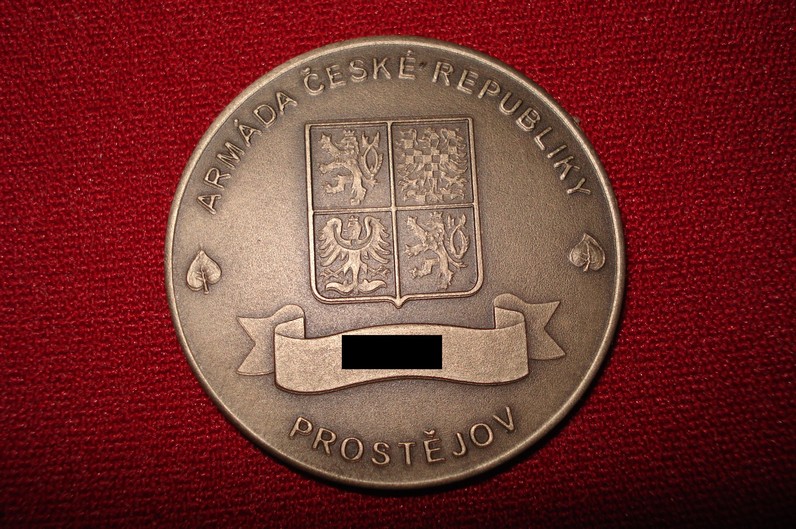 ARMÁDA ČESKÉ REPUBLIKY
PROSTĚJOV